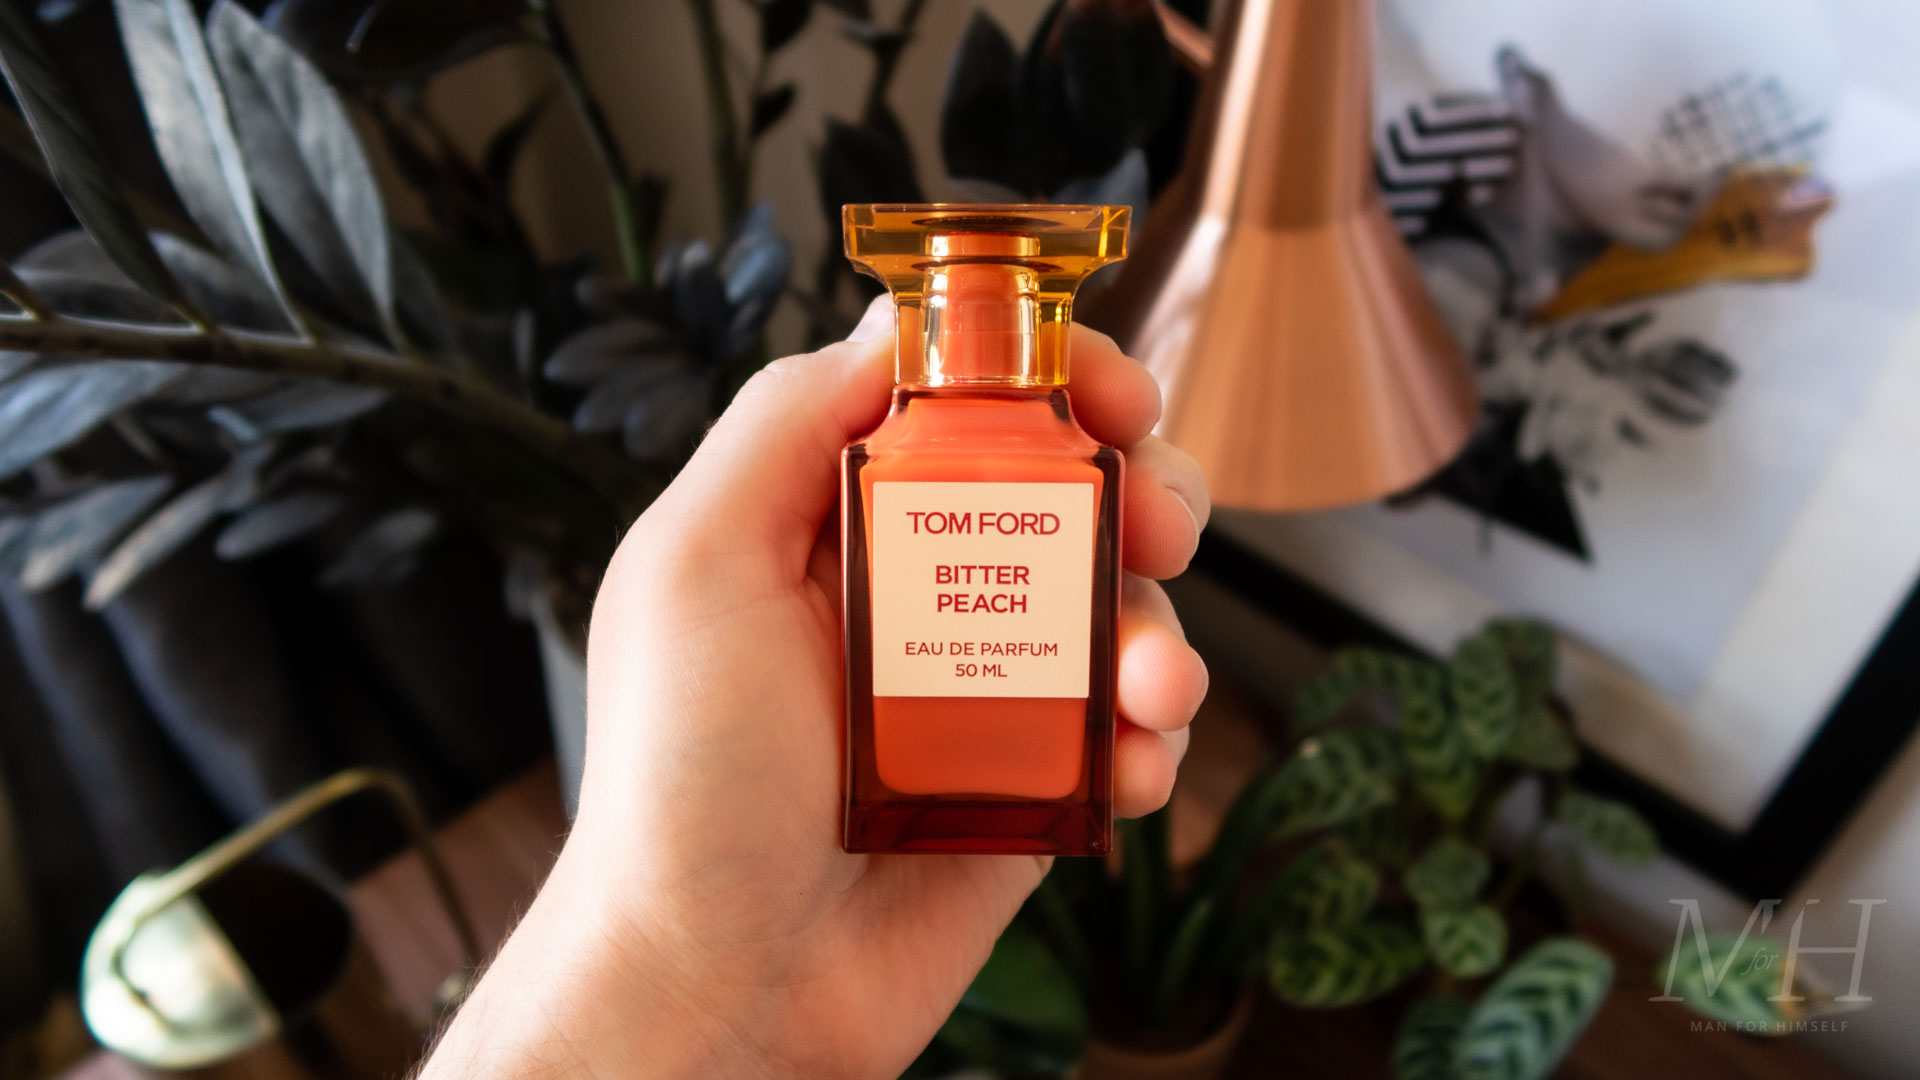 TOM FORD
BITTER
PEACH
EAU DE PARFUM
50 ML
M for H
MAN FOR HIMSELF